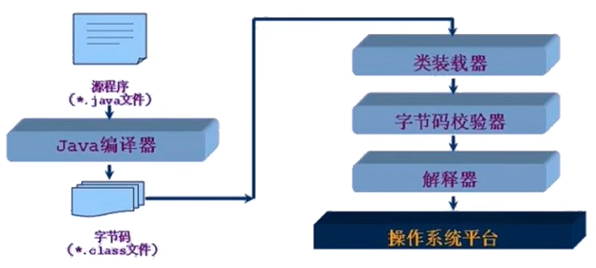 源程序
(*.java文件)
Java编译器
字节码
(*.class文件)
类装载器
字节码校验器
解释器
操作系统平台